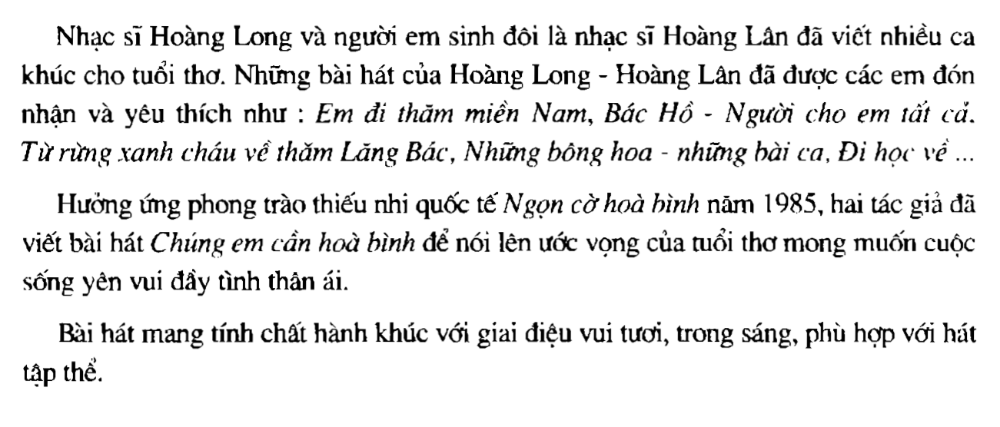 Nhạc sĩ Hoàng Long và người em sinh đôi là nhạc sĩ Hoàng Lân đã viết nhiều ca
khúc cho tuổi thơ. Những bài hát của Hoàng Long - Hoàng Lân đã được các em đón
nhận và yêu thích như : Em đi thăm miền Nam, Bác Hồ - Người cho em tất cả.
Từ rừng xanh cháu về thăm Lăng Bác, Những bông hoa - những bài ca, Đi học về ...
Hưởng ứng phong trào thiếu nhi quốc tế Ngọn cờ hoà bình năm 1985, hai tác giả đã
viết bài hát Chúng em cần hoà bình để nói lên ước vọng của tuổi thơ mong muốn cuộc
sống yên vui đầy tình thân ái.
Bài hát mang tính chất hành khúc với giai điệu vui tươi, trong sáng, phù hợp với hát
tập thể.